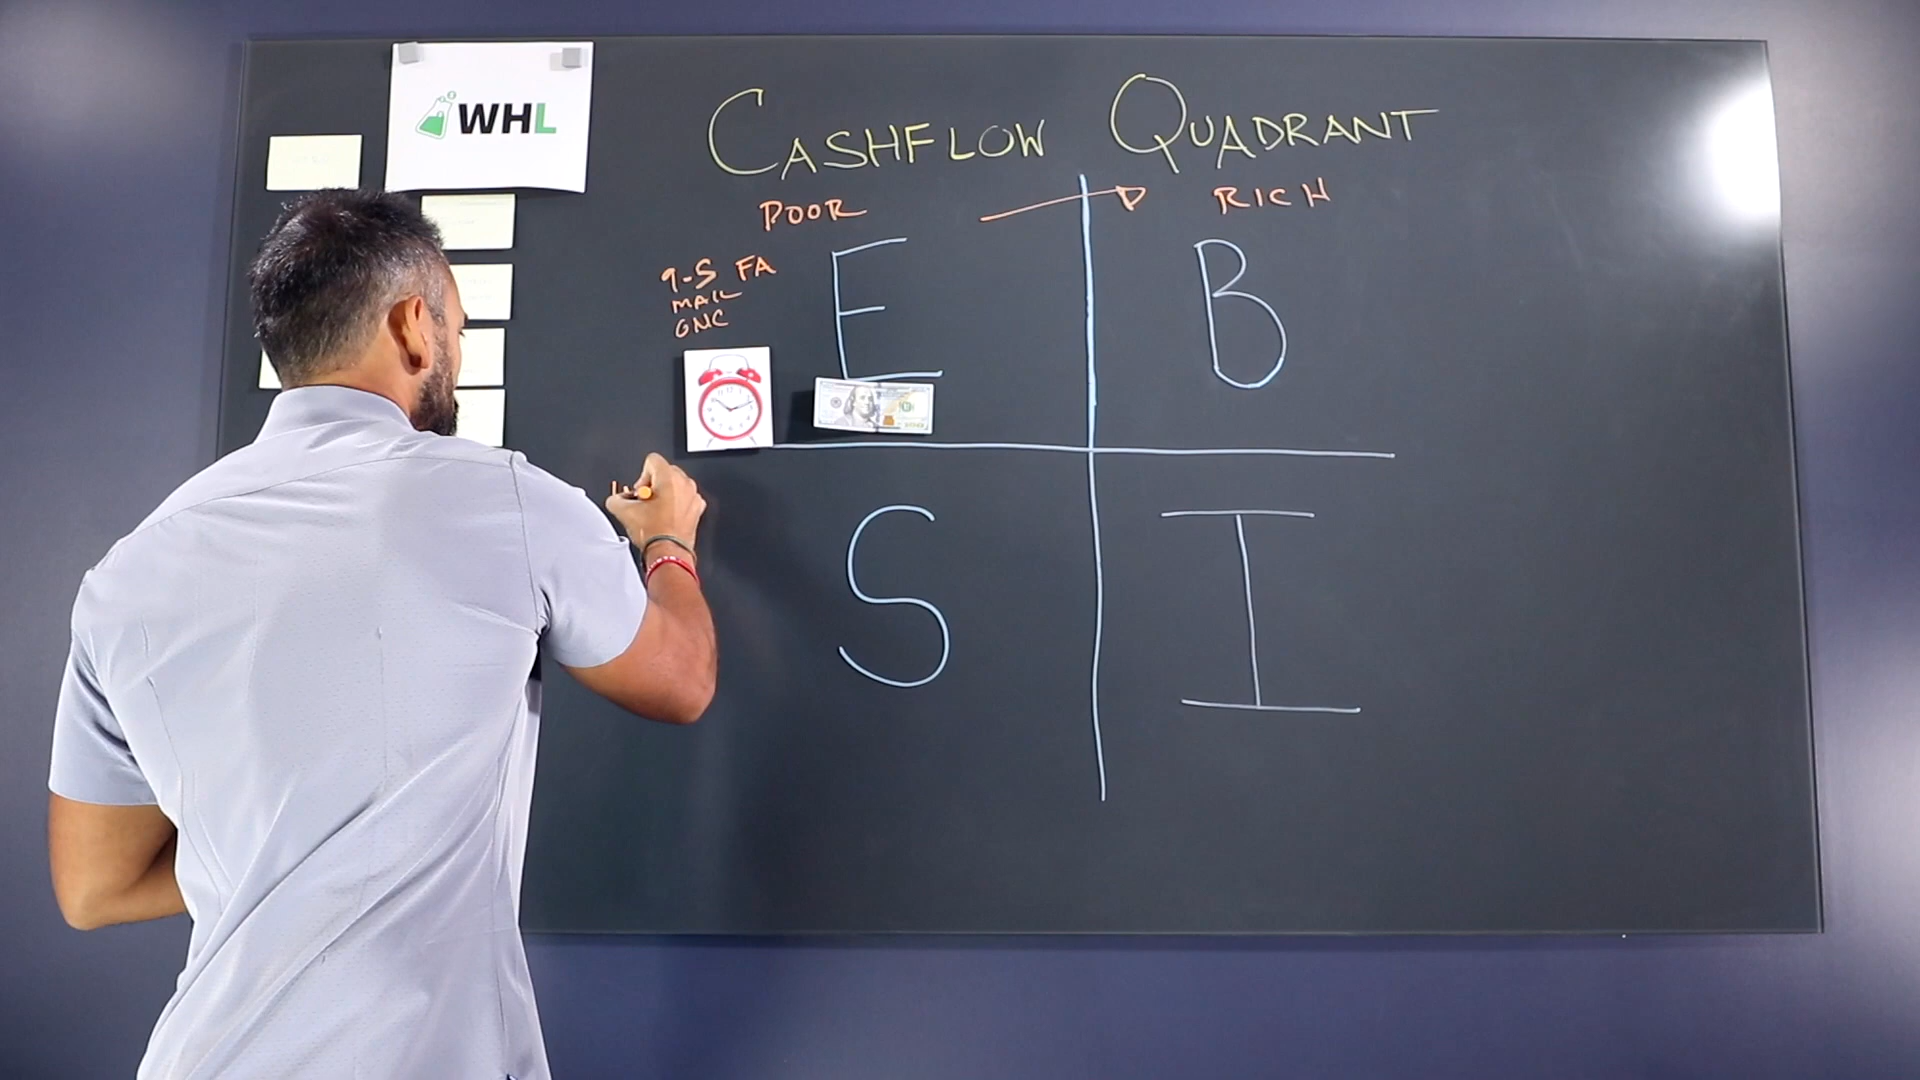 WHL
CASHFLOW QUADRANT
POOR
RICH
9-5 FA
MAIL
GNC
E
B
S
I